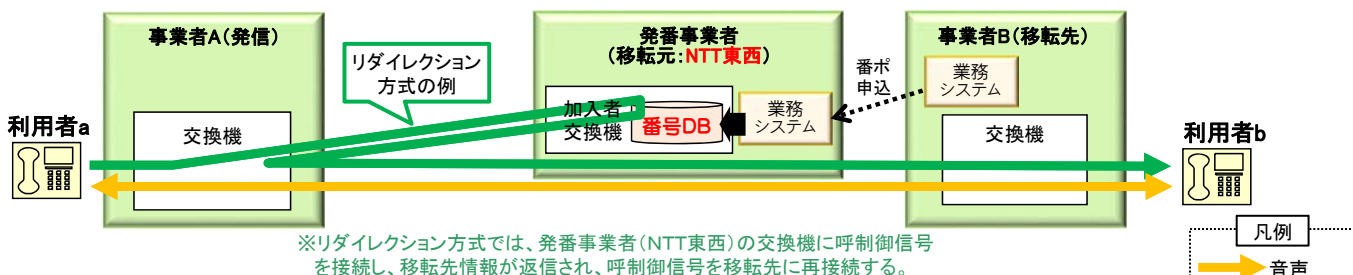 事業者A(発信)
発番事業者
(移転元:NTT東西)
事業者B(移転先)
リダイレクション
方式の例
番ポ
申込
業務
システム
加入者
交換機
番号DB
業務
システム
利用者a
交換機
交換機
利用者b
※リダイレクション方式では、発番事業者(NTT東西)の交換機に呼制御信号
を接続し、移転先情報が返信され、呼制御信号を移転先に再接続する。
凡例
音声